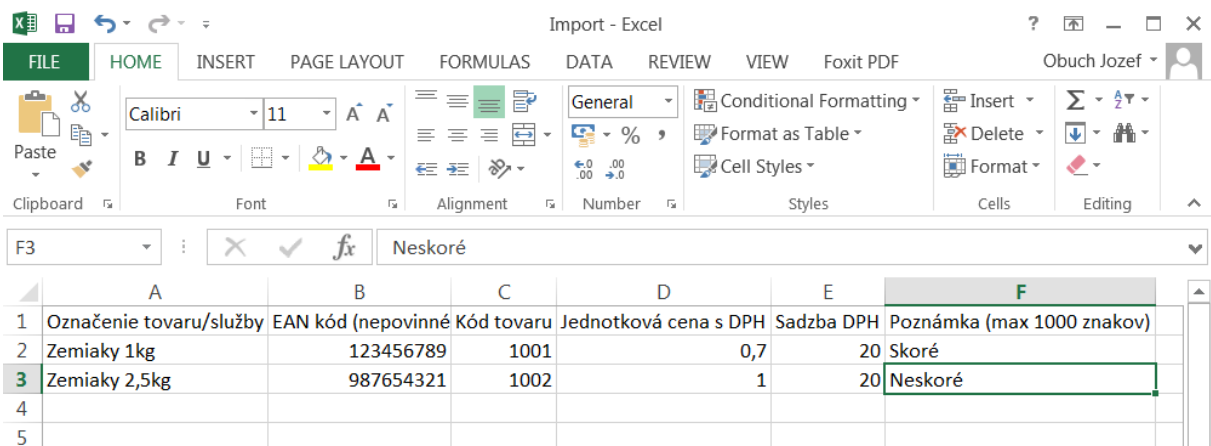 Import - Excel
FILE HOME INSERT PAGE LAYOUT FORMULAS DATA REVIEW VIEW Foxit PDF Obuch Jozef
Calibri 11 General Conditional Formatting Insert
Paste B I U A % Format as Table Delete
Cell Styles Format
Clipboard Font Alignment Number Styles Cells Editing
F3 fx Neskoré
A B C D E F
1 Označenie tovaru/služby EAN kód (nepovinné Kód tovaru Jednotková cena s DPH Sadzba DPH Poznámka (max 1000 znakov)
2 Zemiaky 1kg 123456789 1001 0,7 20 Skoré
3 Zemiaky 2,5kg 987654321 1002 1 20 Neskoré
4
5